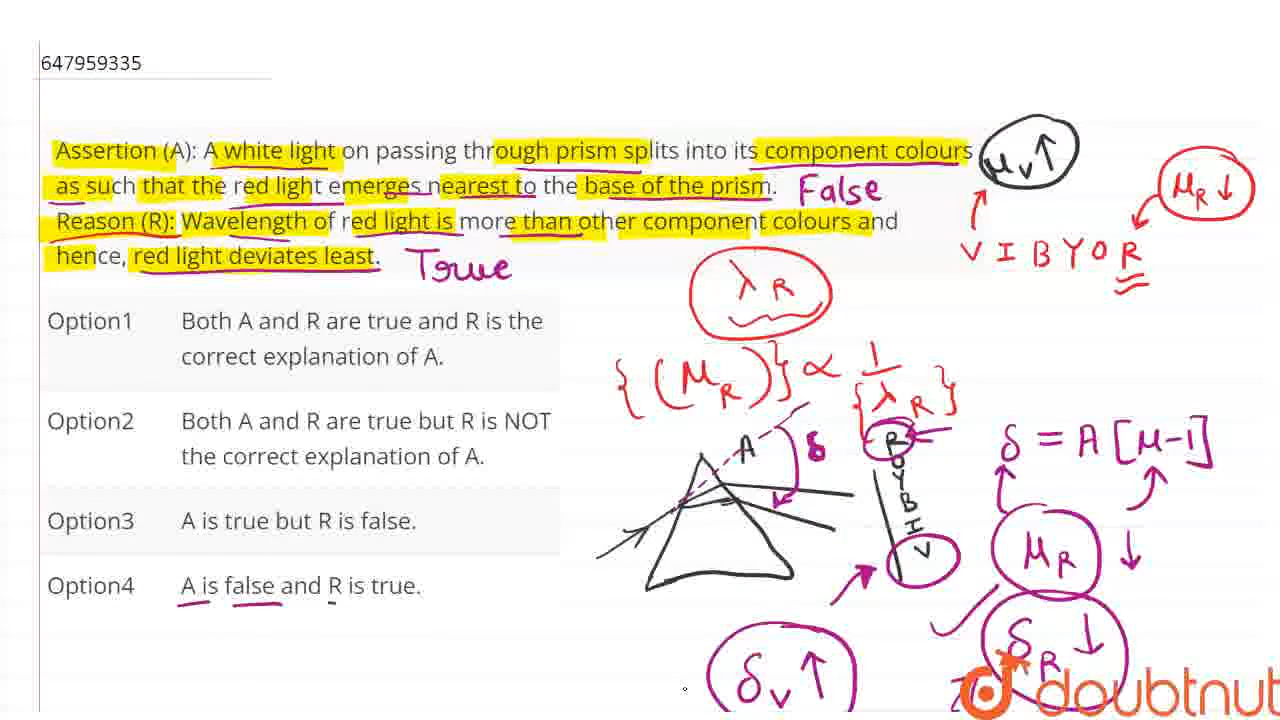 647959335
Assertion (A): A white light on passing through prism splits into its component colours
as such that the red light emerges nearest to the base of the prism. False
Reason (R): Wavelength of red light is more than other component colours and
hence, red light deviates least. True
μV↑
μR↓
V I B Y O R
λR
Option1 Both A and R are true and R is the
correct explanation of A.
{(μR)} ∝ 1/{λR}
Option2 Both A and R are true but R is NOT
the correct explanation of A.
A
δ
R
O
Y
B
I
V
δ = A [μ-1]
Option3 A is true but R is false.
μR ↓
Option4 A is false and R is true.
δR ↓
δV ↑
doubtnut